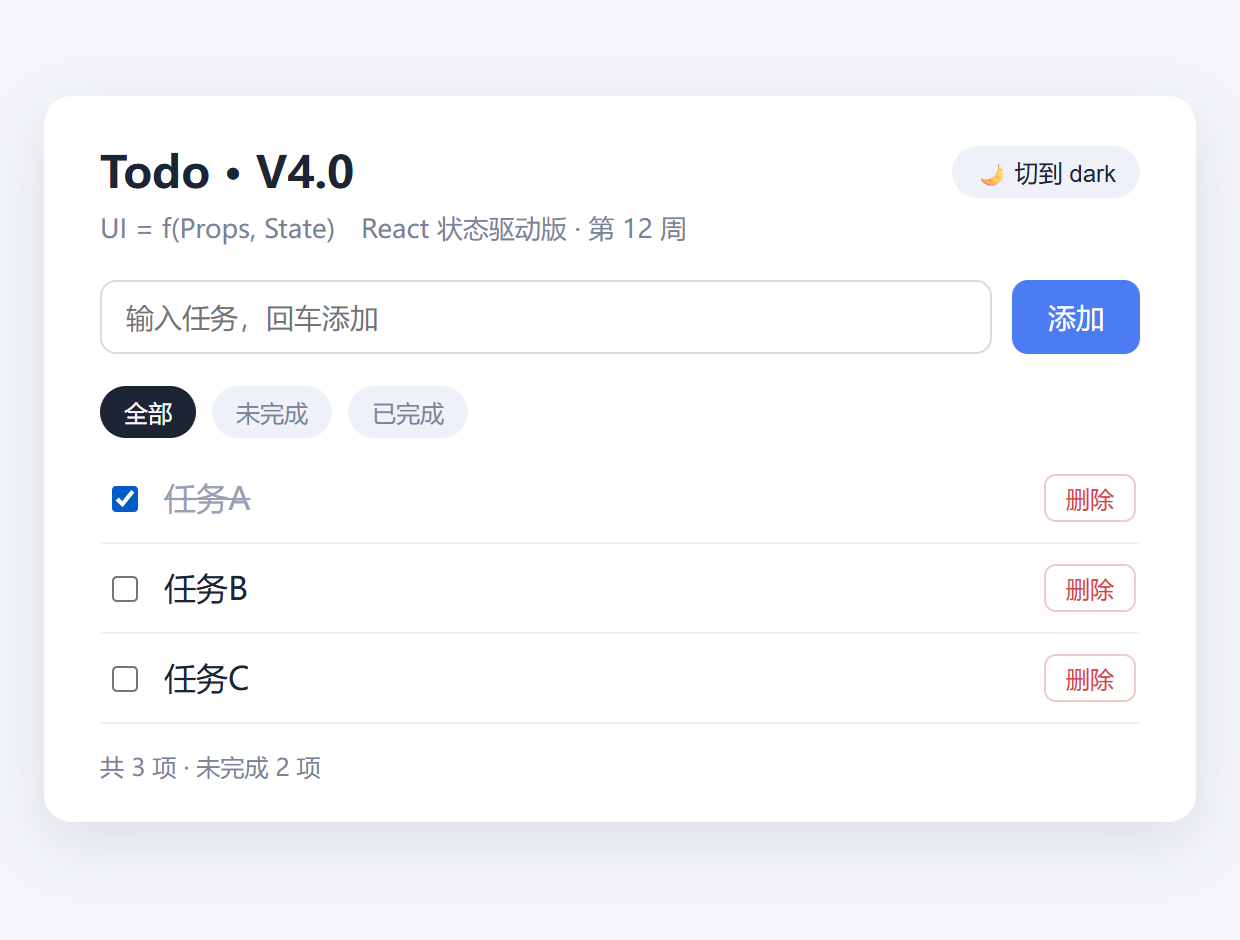 Todo • V4.0
🌙 切到 dark
UI = f(Props, State) React 状态驱动版 · 第 12 周
输入任务，回车添加
添加
全部 未完成 已完成
任务A 删除
任务B 删除
任务C 删除
共 3 项 · 未完成 2 项